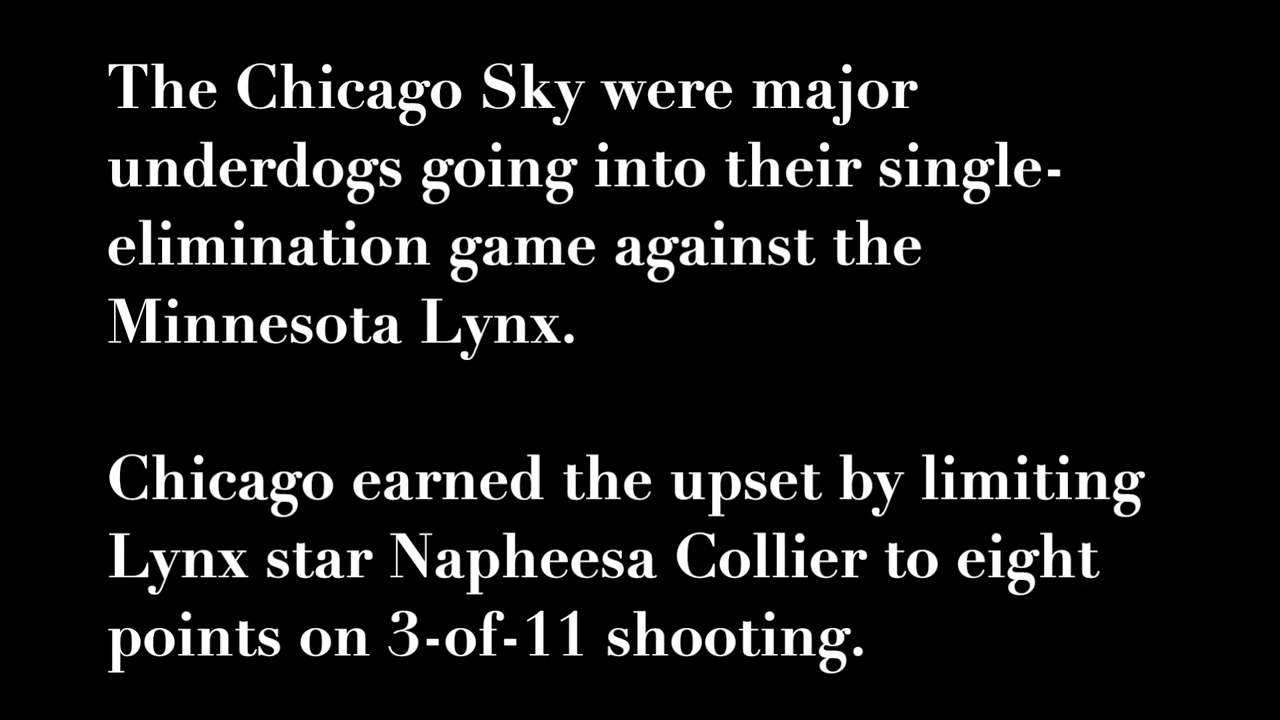 The Chicago Sky were major
underdogs going into their single-
elimination game against the
Minnesota Lynx.
Chicago earned the upset by limiting
Lynx star Napheesa Collier to eight
points on 3-of-11 shooting.